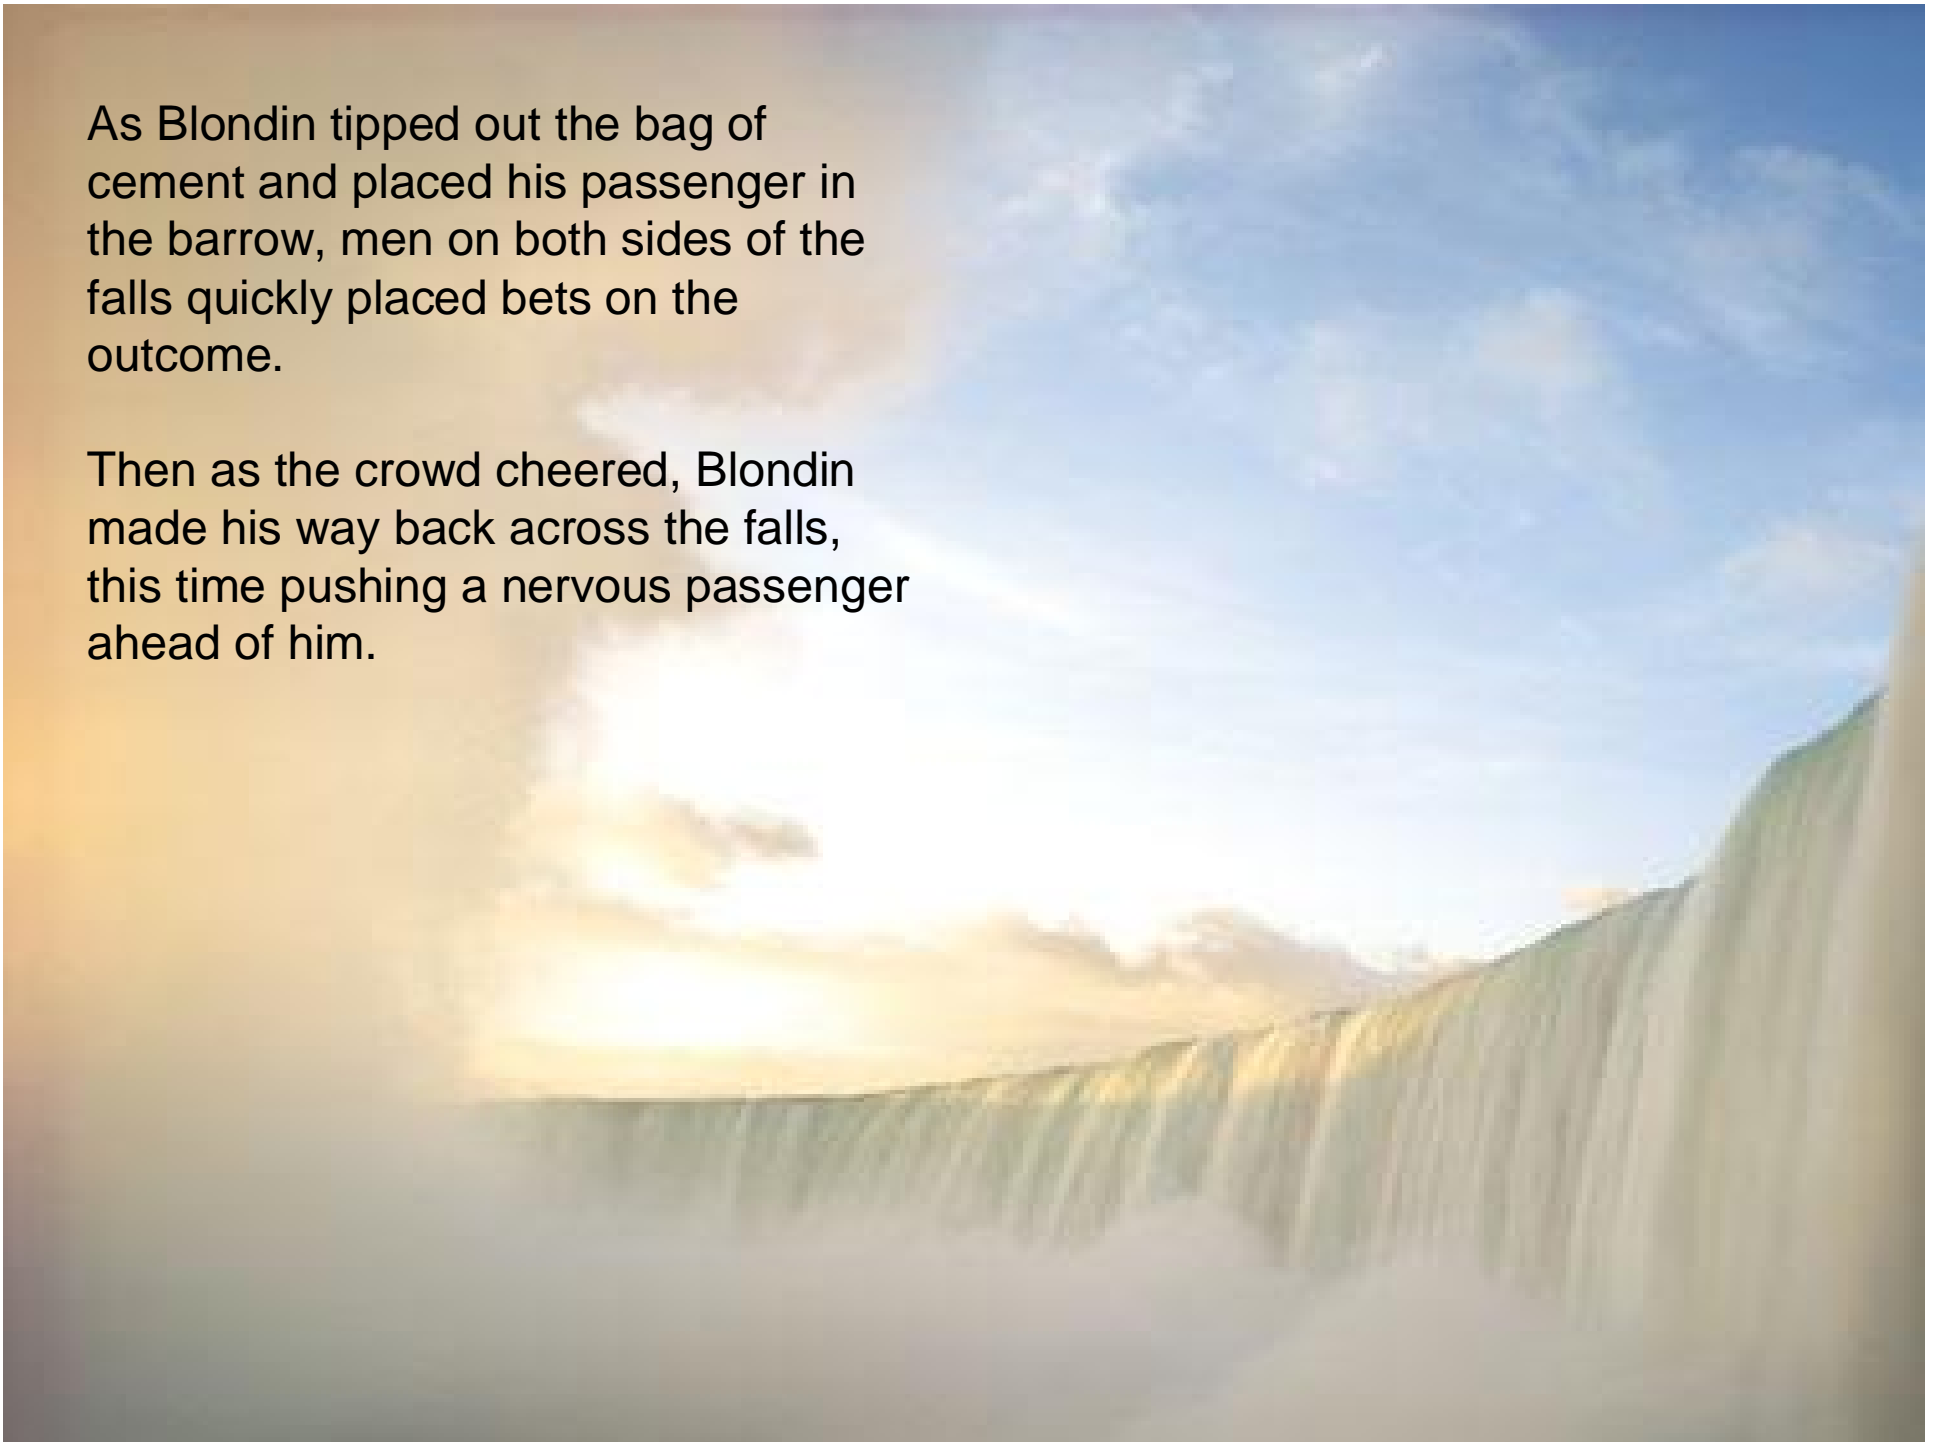 As Blondin tipped out the bag of
cement and placed his passenger in
the barrow, men on both sides of the
falls quickly placed bets on the
outcome.
Then as the crowd cheered, Blondin
made his way back across the falls,
this time pushing a nervous passenger
ahead of him.